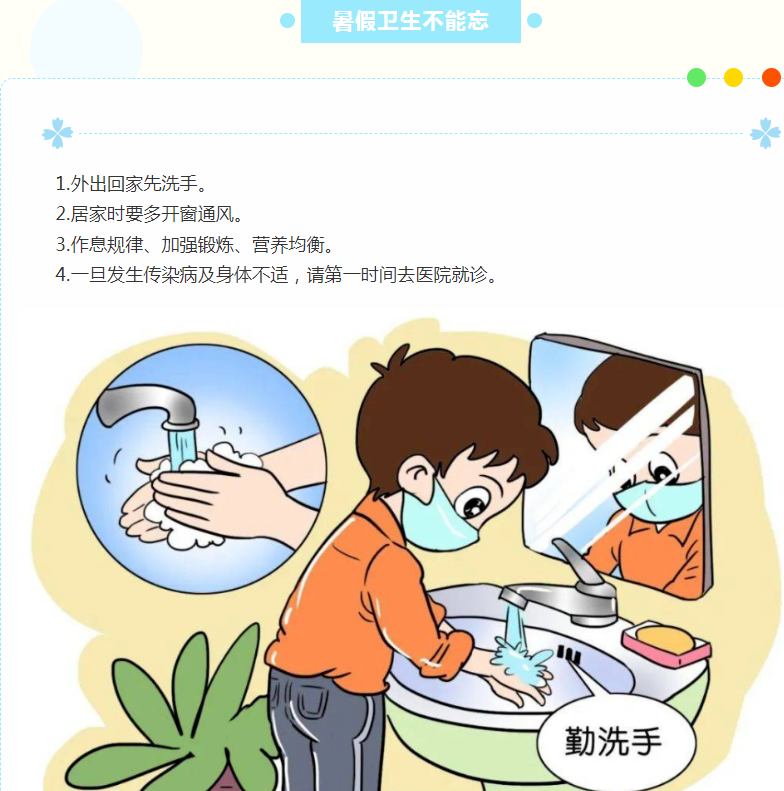 暑假卫生不能忘
1.外出回家先洗手。
2.居家时要多开窗通风。
3.作息规律、加强锻炼、营养均衡。
4.一旦发生传染病及身体不适，请第一时间去医院就诊。
勤洗手